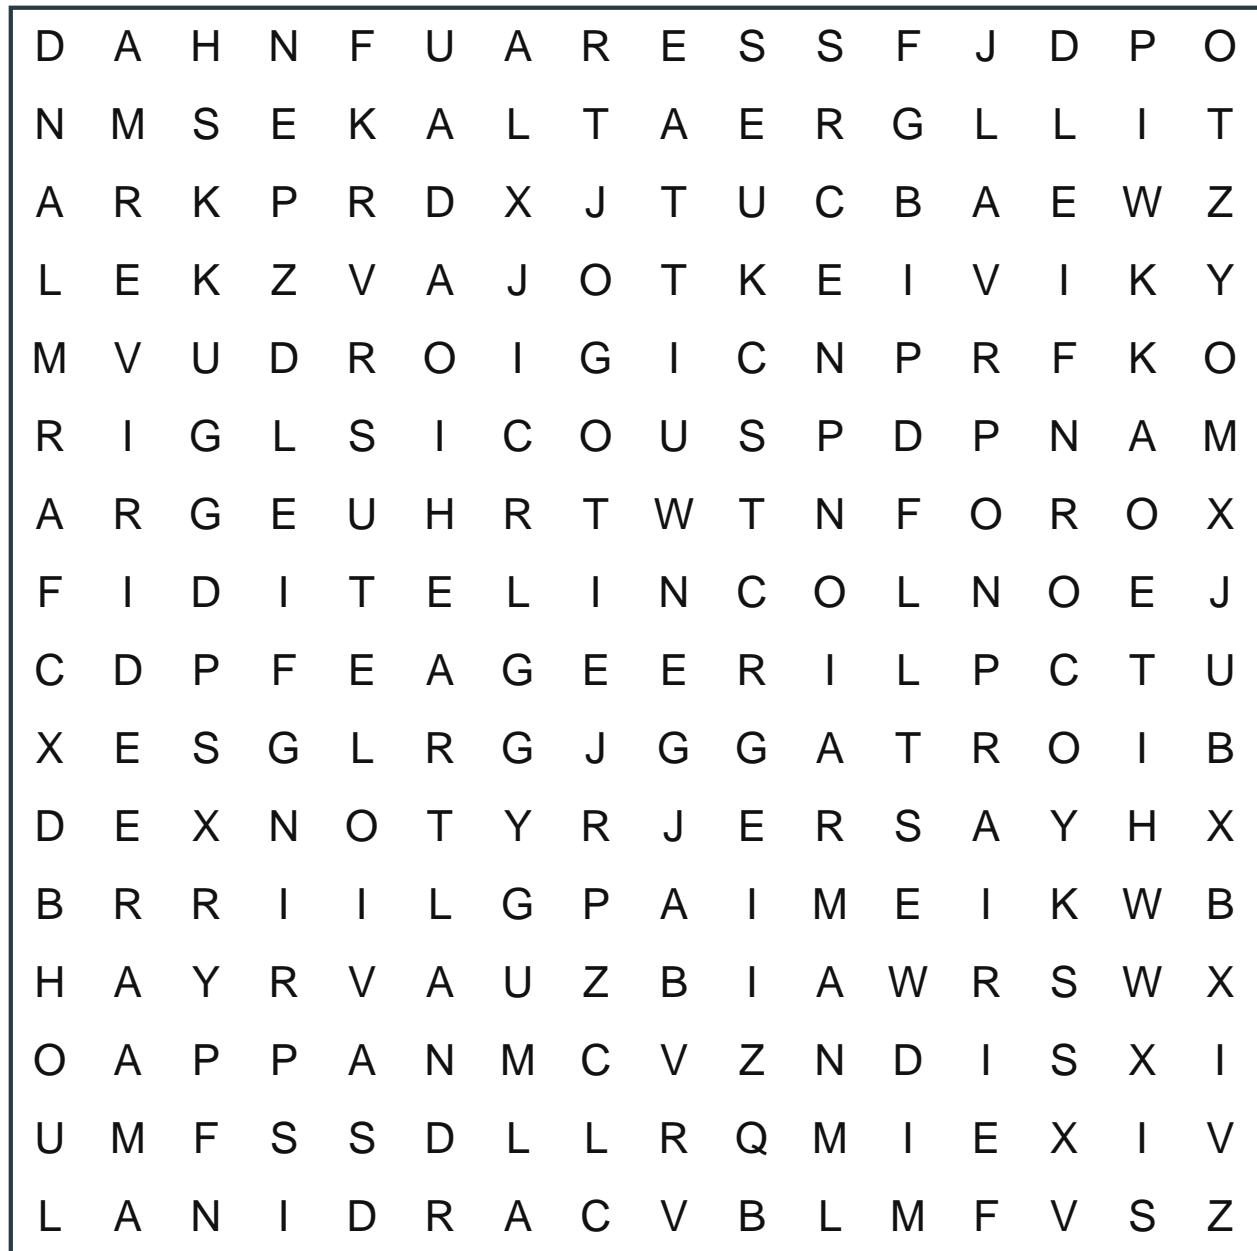 D A H N F U A R E S S F J D P O
N M S E K A L T A E R G L L I T
A R K P R D X J T U C B A E W Z
L E K Z V A J O T K E I V I K Y
M V U D R O I G I C N P R F K O
R I G L S I C O U S P D P N A M
A R G E U H R T W T N F O R O X
F I D I T E L I N C O L N O E J
C D P F E A G E E R I L P C T U
X E S G L R G J G G A T R O I B
D E X N O T Y R J E R S A Y H X
B R R I I L G P A I M E I K W B
H A Y R V A U Z B I A W R S W X
O A P P A N M C V Z N D I S X I
U M F S S D L L R Q M I E X I V
L A N I D R A C V B L M F V S Z